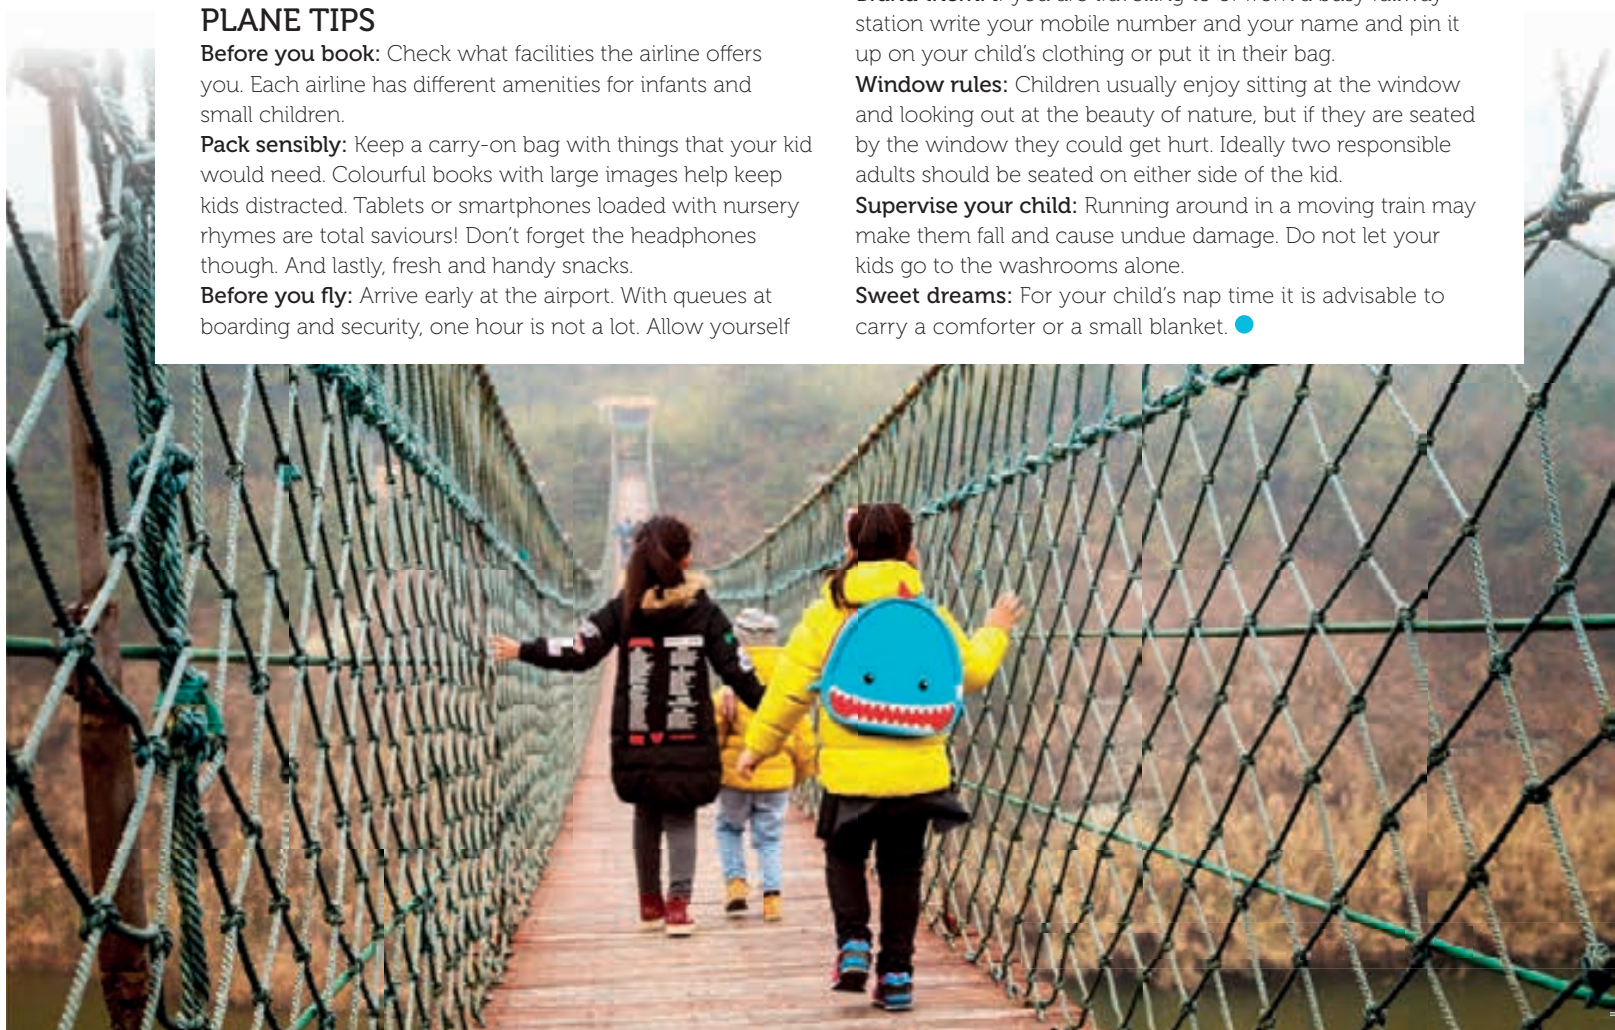 PLANE TIPS
Before you book: Check what facilities the airline offers
you. Each airline has different amenities for infants and
small children.
Pack sensibly: Keep a carry-on bag with things that your kid
would need. Colourful books with large images help keep
kids distracted. Tablets or smartphones loaded with nursery
rhymes are total saviours! Don’t forget the headphones
though. And lastly, fresh and handy snacks.
Before you fly: Arrive early at the airport. With queues at
boarding and security, one hour is not a lot. Allow yourself
station write your mobile number and your name and pin it
up on your child’s clothing or put it in their bag.
Window rules: Children usually enjoy sitting at the window
and looking out at the beauty of nature, but if they are seated
by the window they could get hurt. Ideally two responsible
adults should be seated on either side of the kid.
Supervise your child: Running around in a moving train may
make them fall and cause undue damage. Do not let your
kids go to the washrooms alone.
Sweet dreams: For your child’s nap time it is advisable to
carry a comforter or a small blanket.